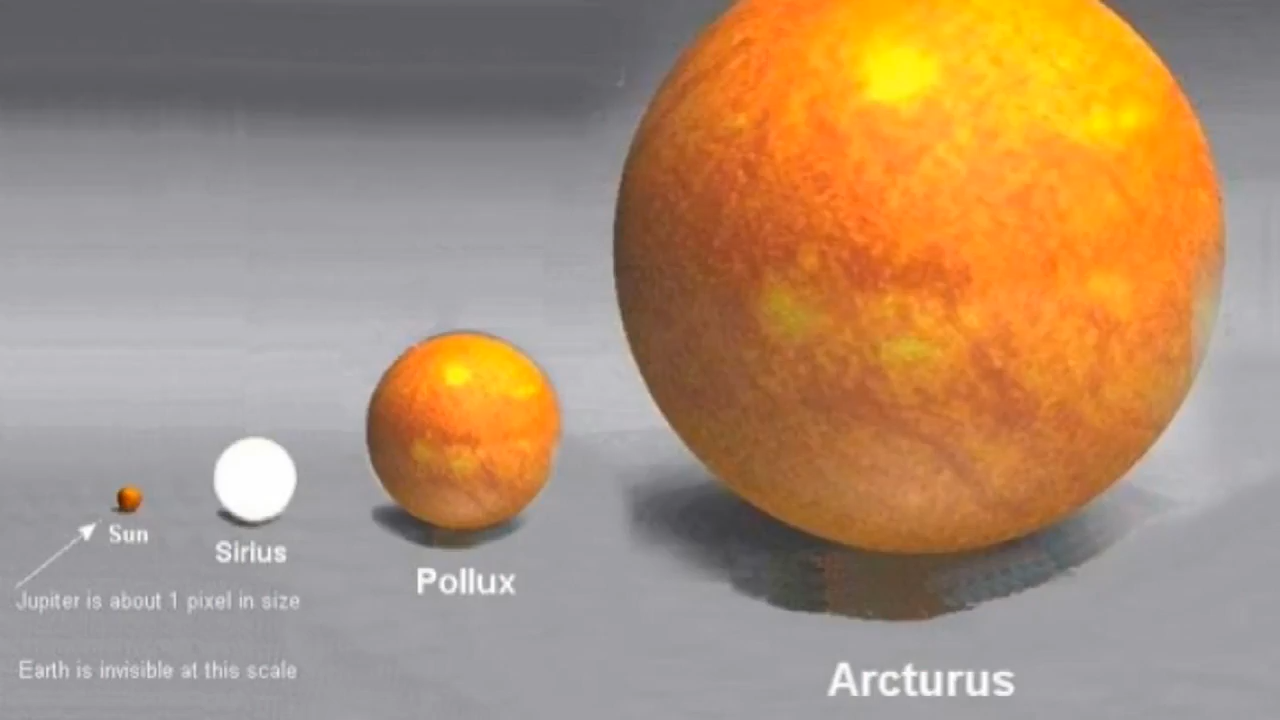 Sun
Sirius
Pollux
Jupiter is about 1 pixel in size
Earth is invisible at this scale
Arcturus